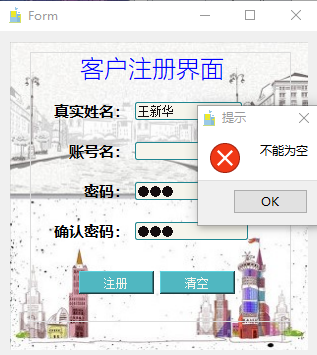 Form
客户注册界面
真实姓名： 王新华
账号名：
密码： ●●●
确认密码： ●●●
注册 清空
提示
不能为空
OK